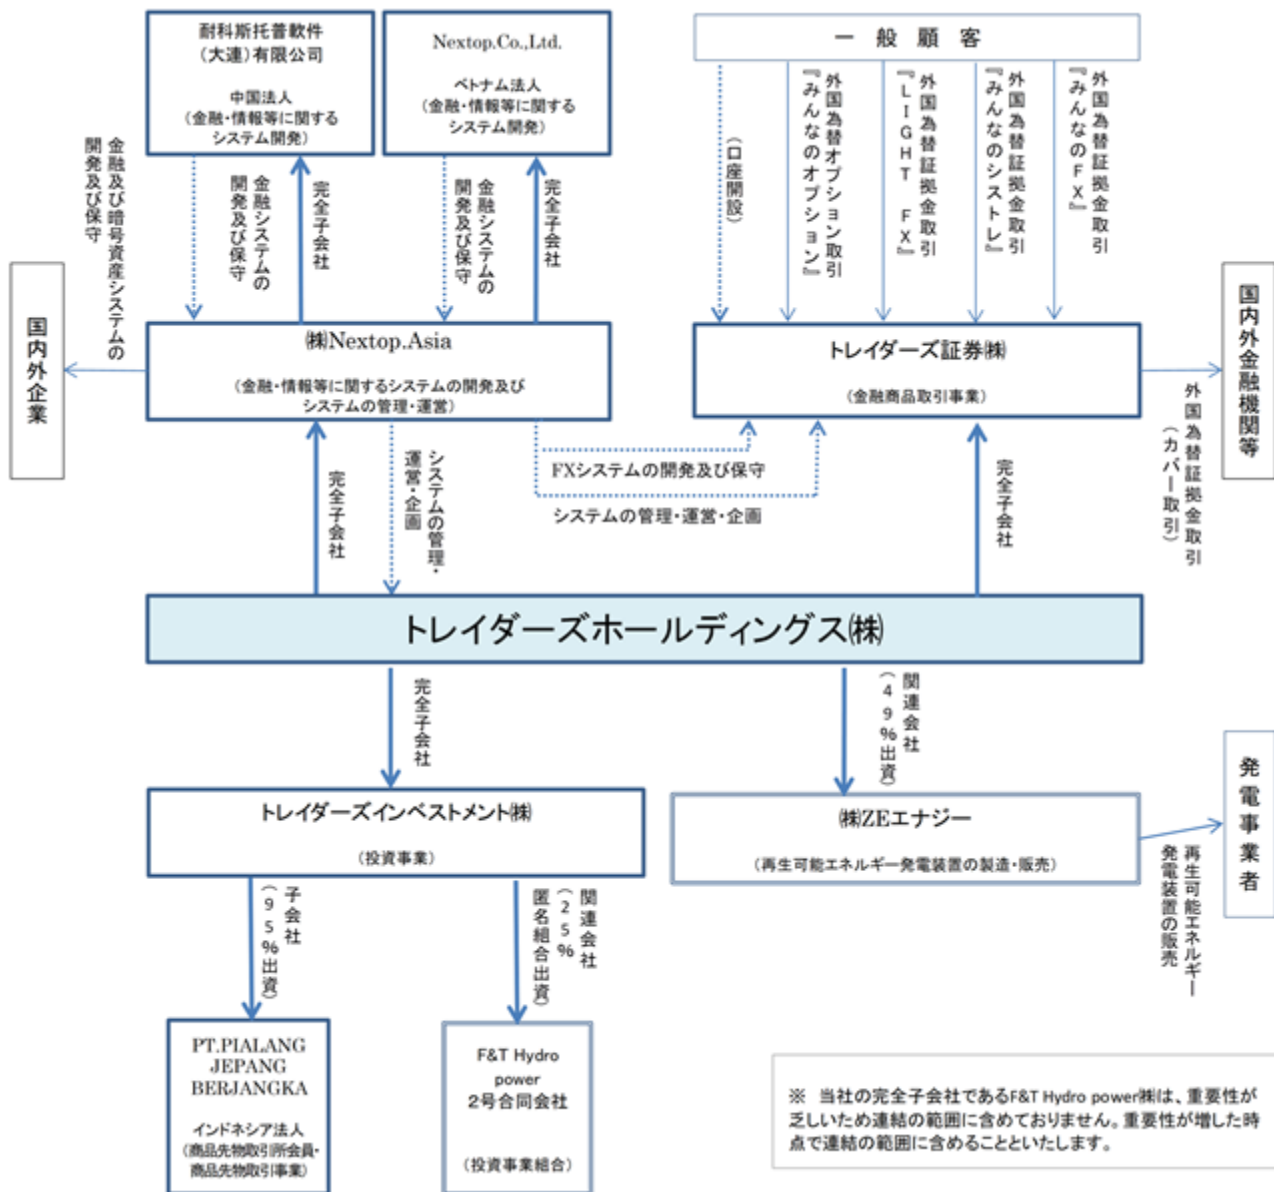 耐科斯托普軟件
（大連）有限公司
中国法人
（金融・情報等に関する
システム開発）
Nextop.Co.,Ltd.
ベトナム法人
（金融・情報等に関する
システム開発）
一般顧客
金融及び暗号資産システムの
開発及び保守
金融システムの
開発及び保守
完全子会社
金融システムの
開発及び保守
完全子会社
（口座開設）
外国為替オプション取引
『みんなのオプション』
外国為替証拠金取引
『LIGHT FX』
外国為替証拠金取引
『みんなのシストレ』
外国為替証拠金取引
『みんなのFX』
国内外企業
㈱Nextop.Asia
（金融・情報等に関するシステムの開発及び
システムの管理・運営）
トレイダーズ証券㈱
（金融商品取引事業）
国内外金融機関等
外国為替証拠金取引
（カバー取引）
完全子会社
システムの管理・
運営・企画
FXシステムの開発及び保守
システムの管理・運営・企画
完全子会社
トレイダーズホールディングス㈱
完全子会社
関連会社
（49％出資）
トレイダーズインベストメント㈱
（投資事業）
㈱ZEエナジー
（再生可能エネルギー発電装置の製造・販売）
発電事業者
再生可能エネルギー
発電装置の販売
子会社
（95％出資）
関連会社
（25％
匿名組合出資）
PT.PIALANG
JEPANG
BERJANGKA
インドネシア法人
（商品先物取引所会員・
商品先物取引事業）
F&T Hydro
power
2号合同会社
（投資事業組合）
※ 当社の完全子会社であるF&T Hydro power㈱は、重要性が
乏しいため連結の範囲に含めておりません。重要性が増した時
点で連結の範囲に含めることといたします。